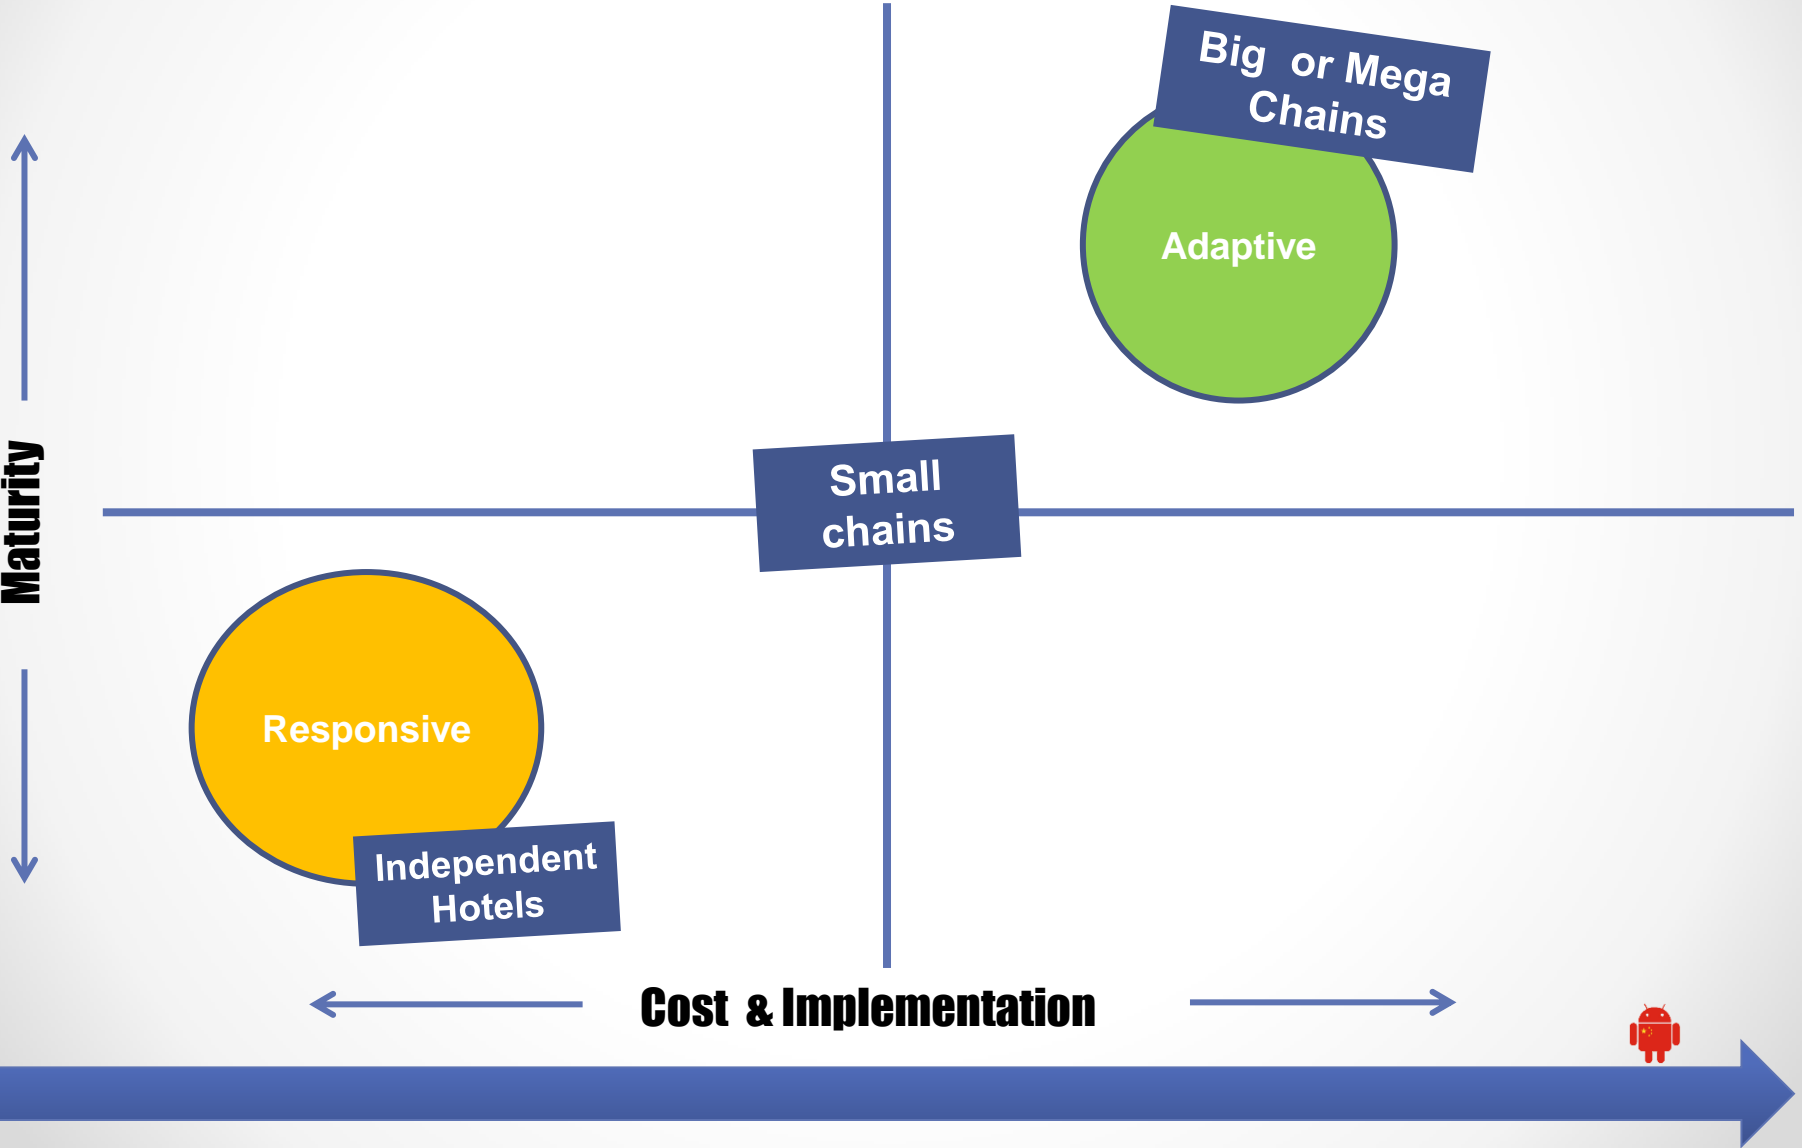 Big or Mega
Chains
Adaptive
Maturity
Small
chains
Responsive
Independent
Hotels
Cost & Implementation